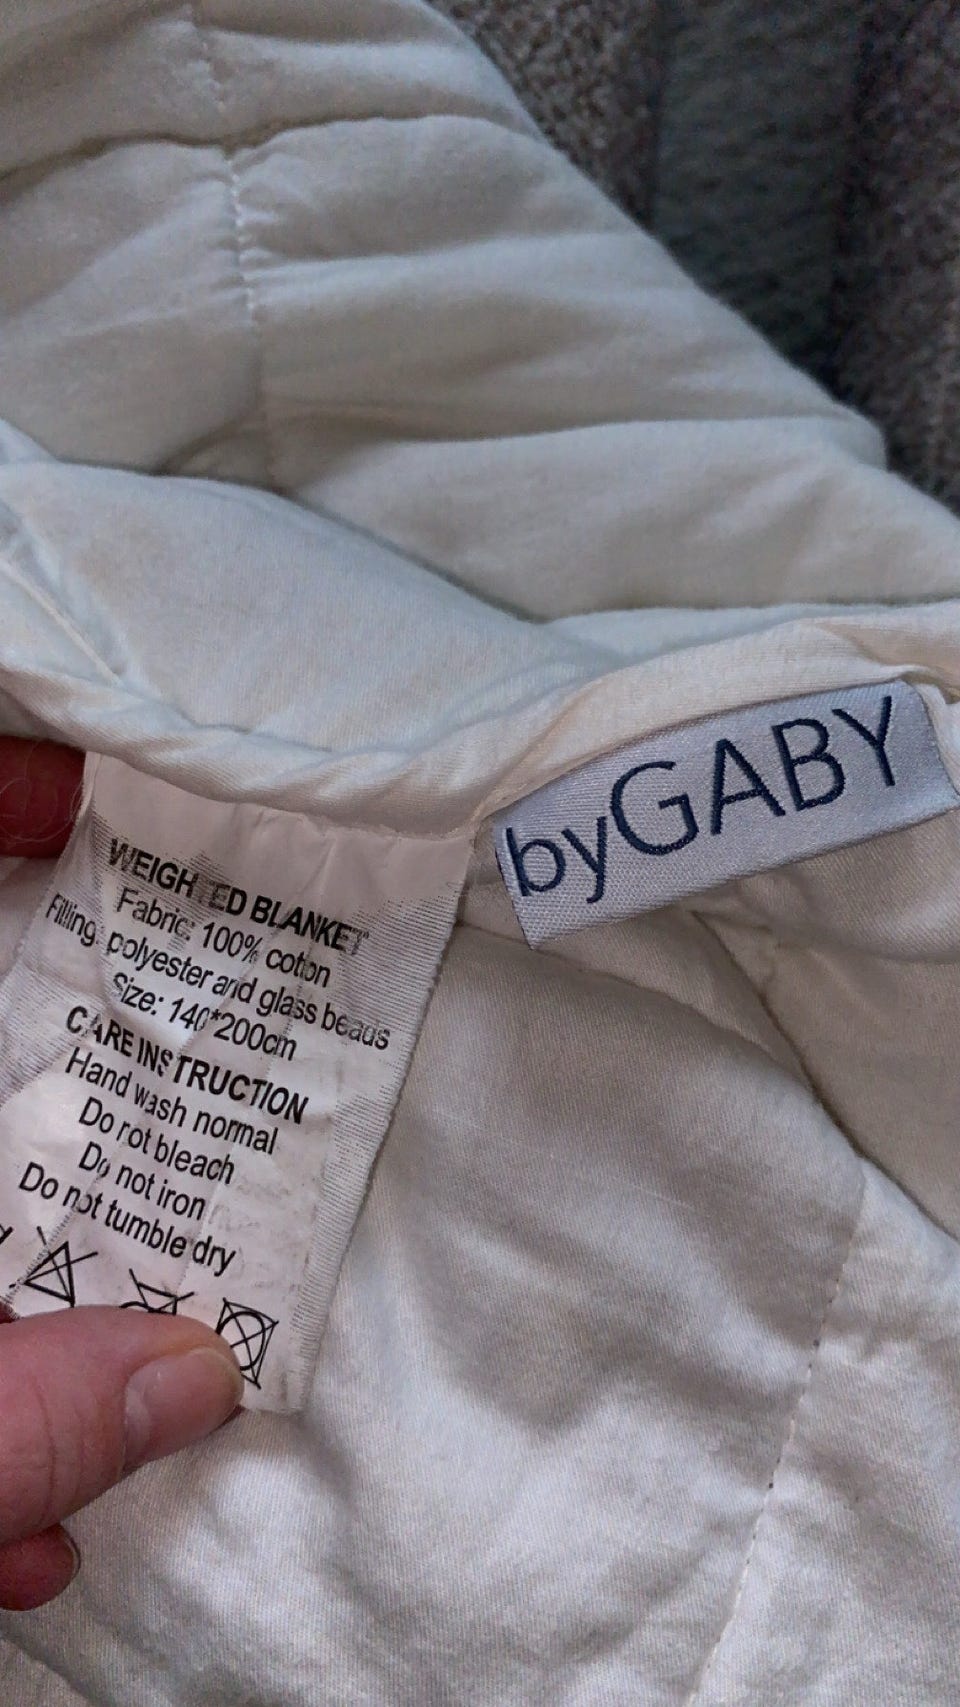 byGABY
WEIGHTED BLANKET
Fabric: 100% cotton
Filling: polyester and glass beads
Size: 140*200cm
CARE INSTRUCTION
Hand wash normal
Do not bleach
Do not iron
Do not tumble dry